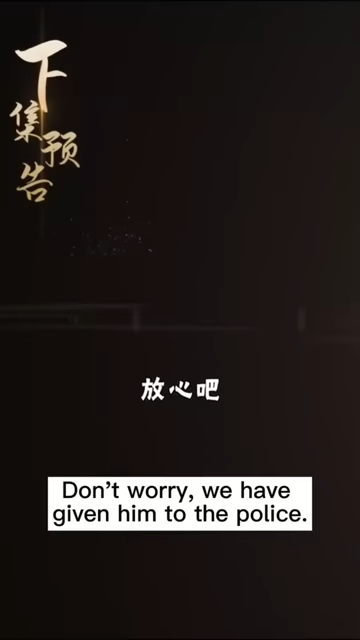 下集预告
放心吧
Don't worry, we have
given him to the police.